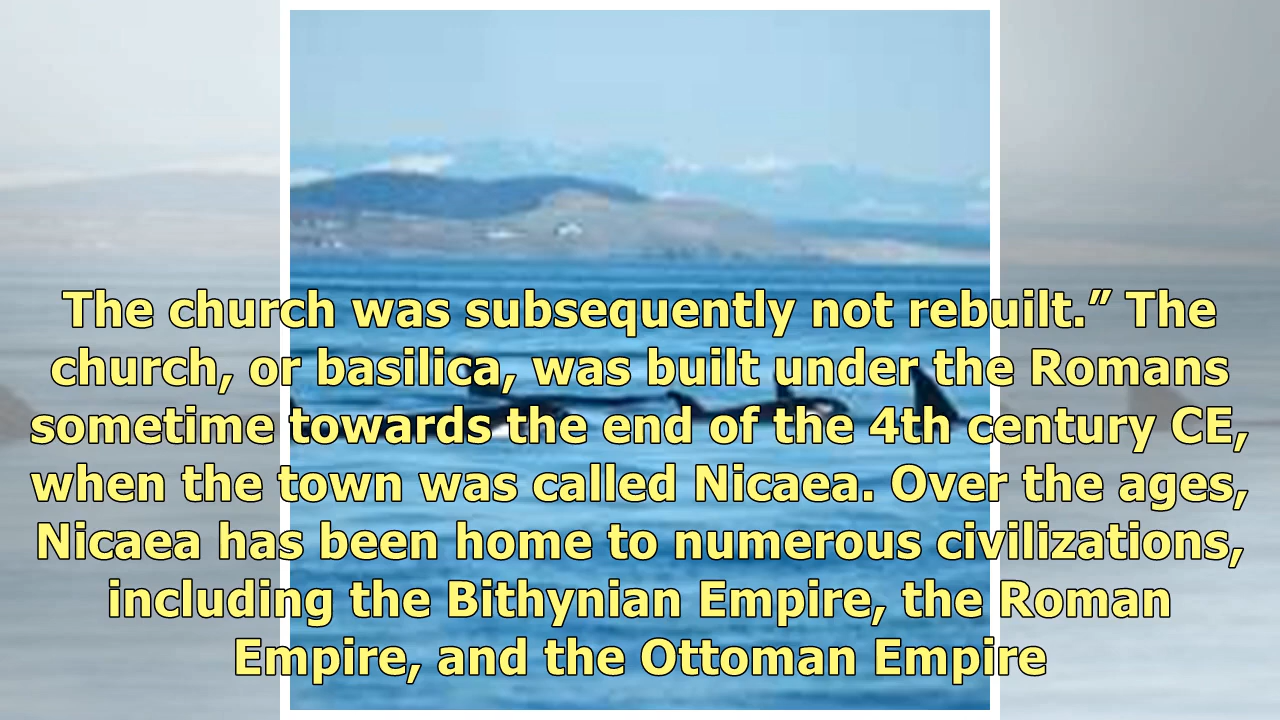 The church was subsequently not rebuilt.” The
church, or basilica, was built under the Romans
sometime towards the end of the 4th century CE,
when the town was called Nicaea. Over the ages,
Nicaea has been home to numerous civilizations,
including the Bithynian Empire, the Roman
Empire, and the Ottoman Empire